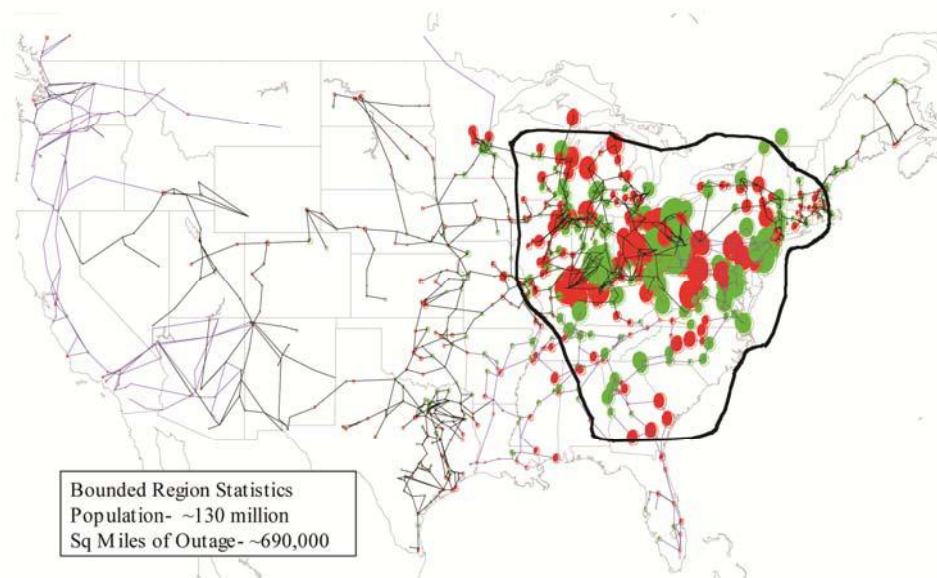 Bounded Region Statistics
Population- ~130 million
Sq Miles of Outage- ~690,000